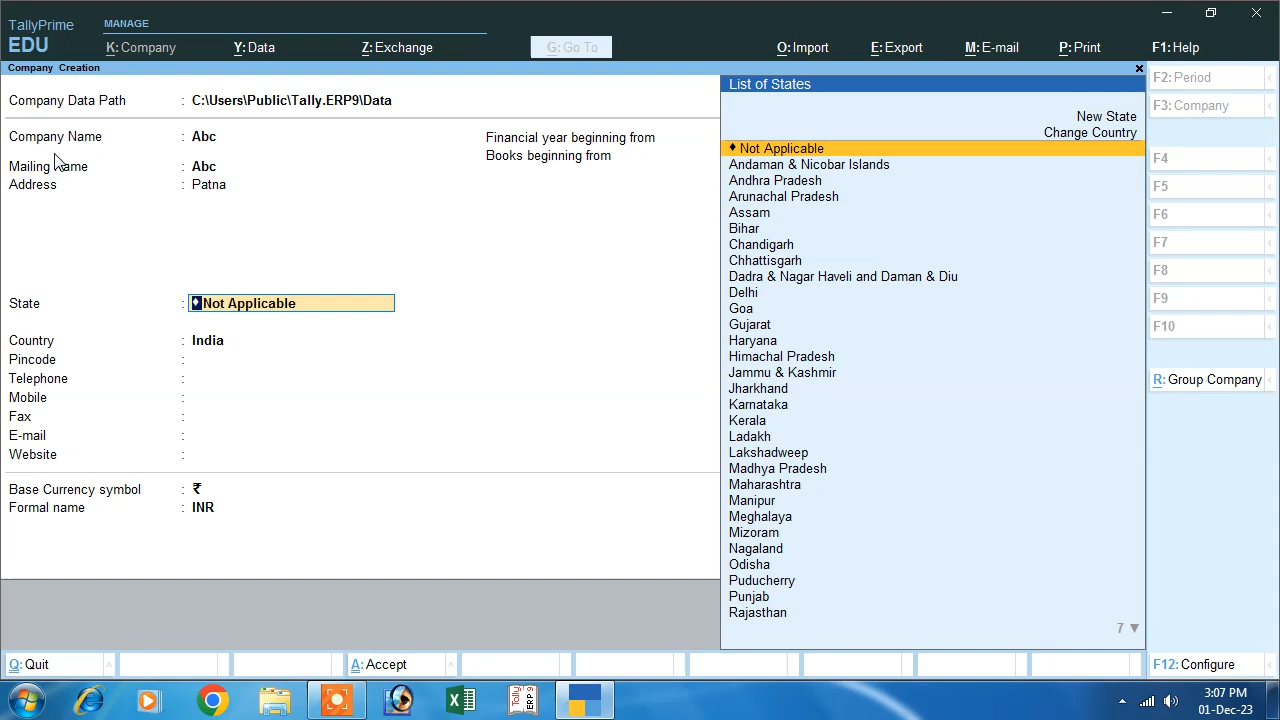 TallyPrime
EDU
MANAGE
K: Company
Y: Data
Z: Exchange
G: Go To
O: Import
E: Export
M: E-mail
P: Print
F1: Help
Company Creation
Company Data Path : C:\Users\Public\Tally.ERP9\Data
Company Name : Abc
Mailing Name : Abc
Address : Patna
Financial year beginning from
Books beginning from
State : ♦Not Applicable
Country : India
Pincode :
Telephone :
Mobile :
Fax :
E-mail :
Website :
Base Currency symbol : ₹
Formal name : INR
List of States
New State
Change Country
♦ Not Applicable
Andaman & Nicobar Islands
Andhra Pradesh
Arunachal Pradesh
Assam
Bihar
Chandigarh
Chhattisgarh
Dadra & Nagar Haveli and Daman & Diu
Delhi
Goa
Gujarat
Haryana
Himachal Pradesh
Jammu & Kashmir
Jharkhand
Karnataka
Kerala
Ladakh
Lakshadweep
Madhya Pradesh
Maharashtra
Manipur
Meghalaya
Mizoram
Nagaland
Odisha
Puducherry
Punjab
Rajasthan
7 ▼
F2: Period
F3: Company
F4
F5
F6
F7
F8
F9
F10
R: Group Company
Q: Quit
A: Accept
F12: Configure
Tally
ERP 9
3:07 PM
01-Dec-23